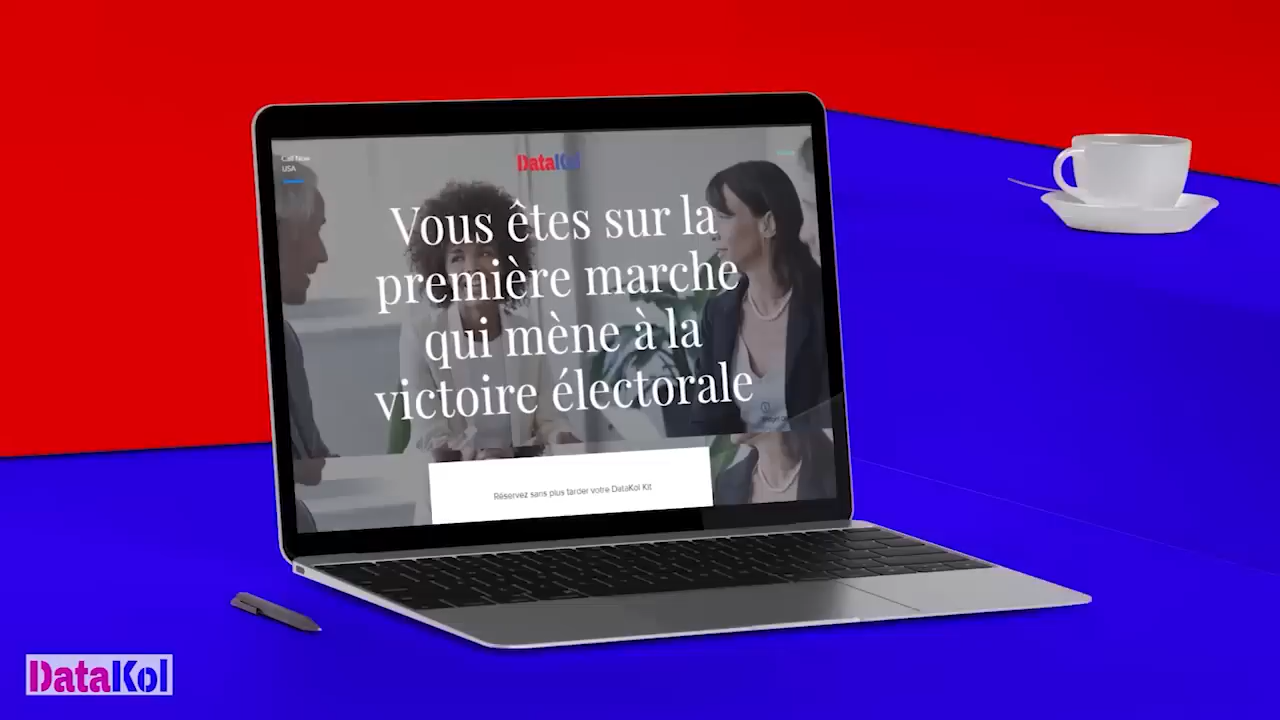 Call Now
USA
DataKol
Vous êtes sur la
première marche
qui mène à la
victoire électorale
Réservez sans plus tarder votre DataKol Kit
DataKol